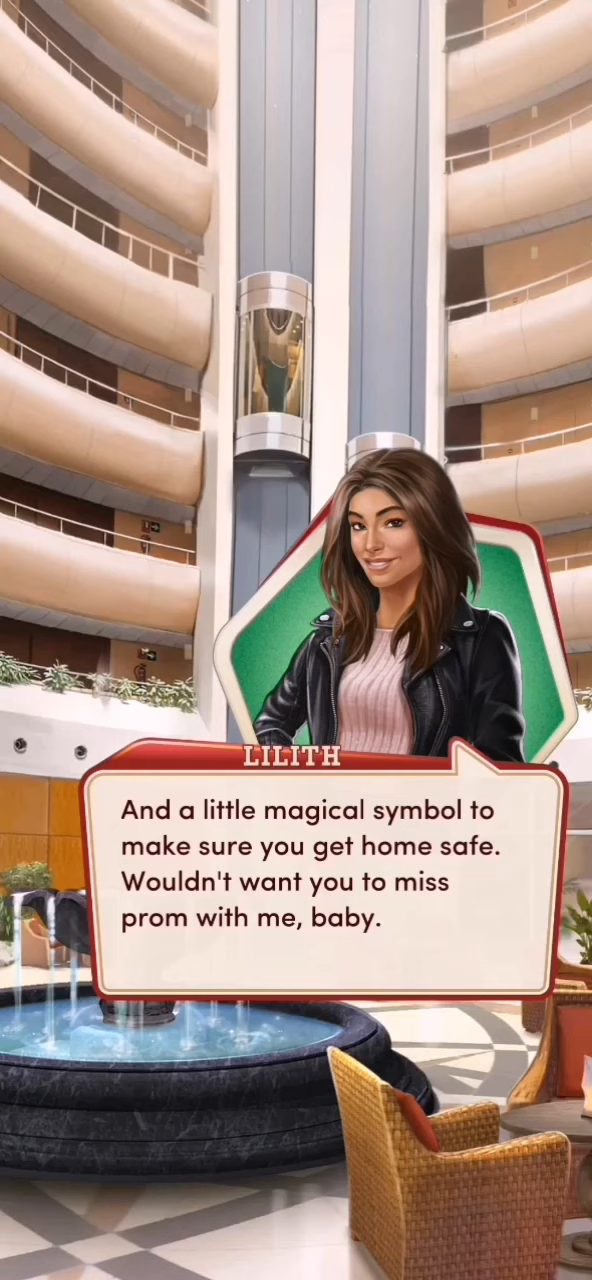 LILITH
And a little magical symbol to
make sure you get home safe.
Wouldn't want you to miss
prom with me, baby.